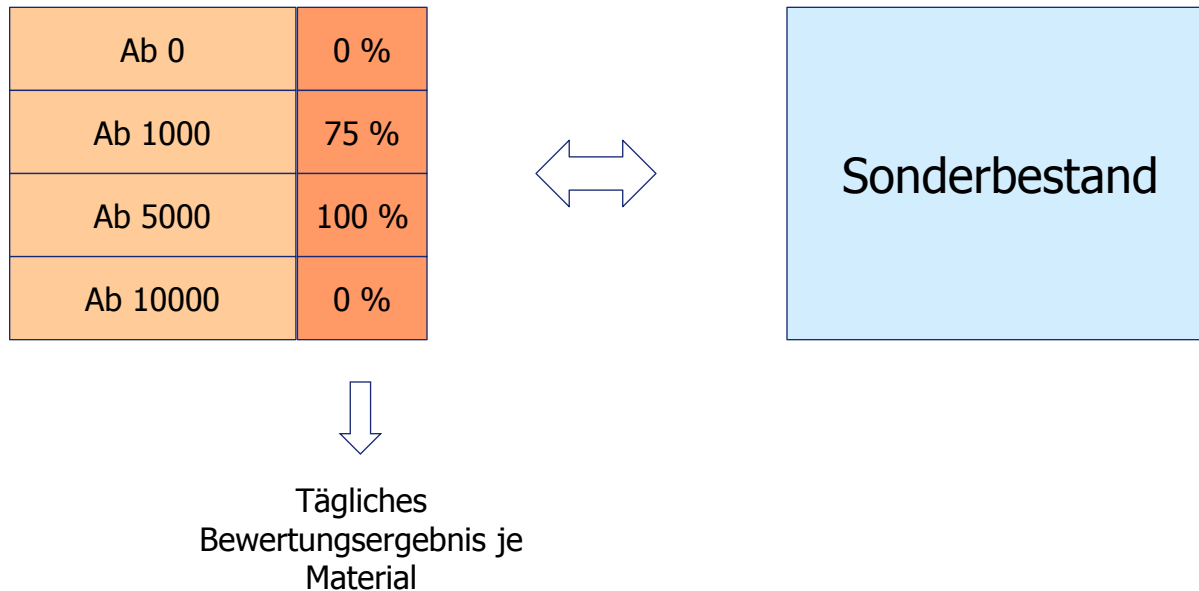 Ab 0 0 %
Ab 1000 75 %
Ab 5000 100 %
Ab 10000 0 %
Sonderbestand
Tägliches
Bewertungsergebnis je
Material